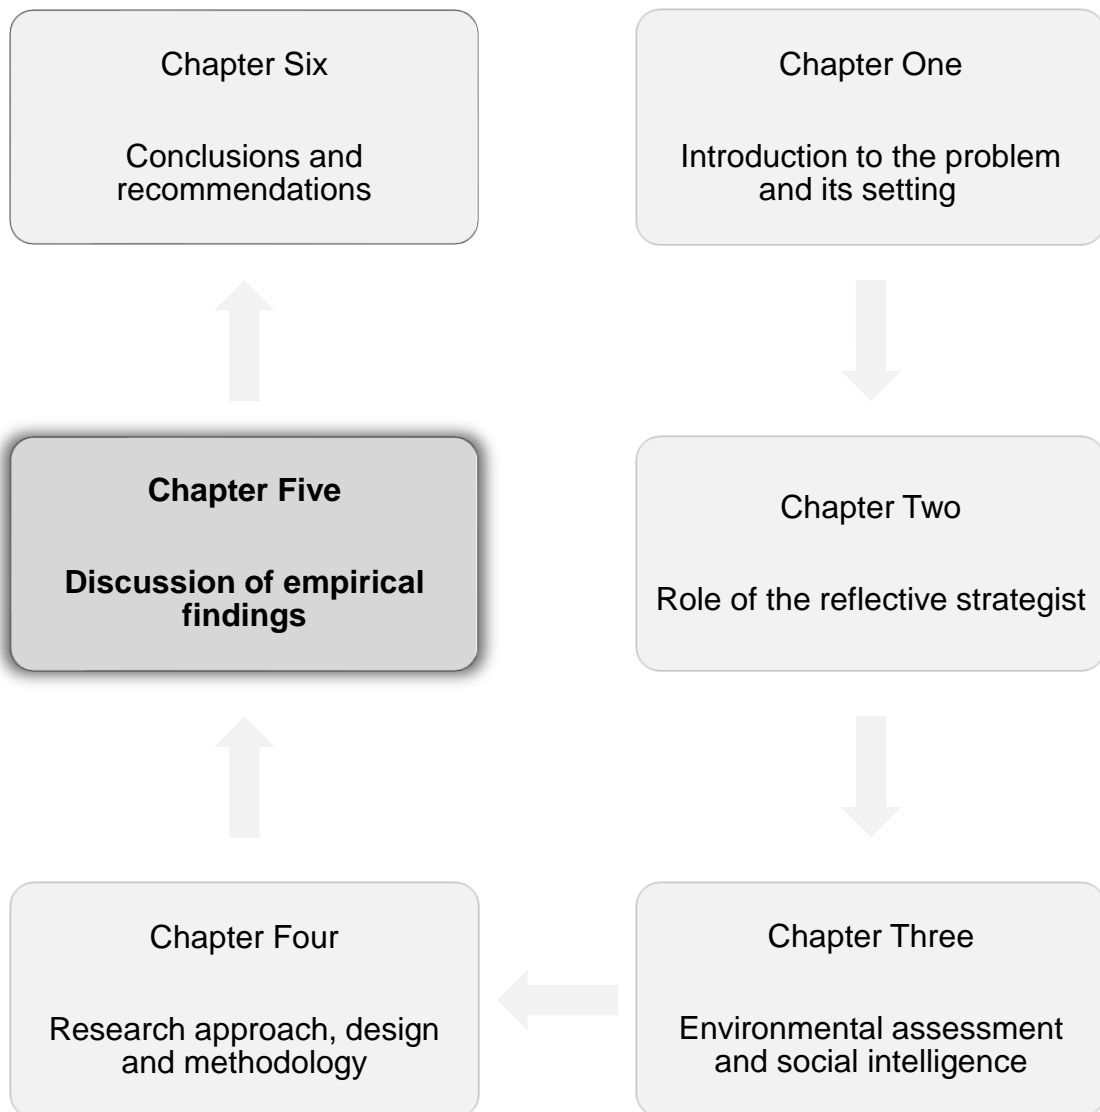 Chapter Six
Conclusions and
recommendations
Chapter One
Introduction to the problem
and its setting
Chapter Five
Discussion of empirical
findings
Chapter Two
Role of the reflective strategist
Chapter Four
Research approach, design
and methodology
Chapter Three
Environmental assessment
and social intelligence